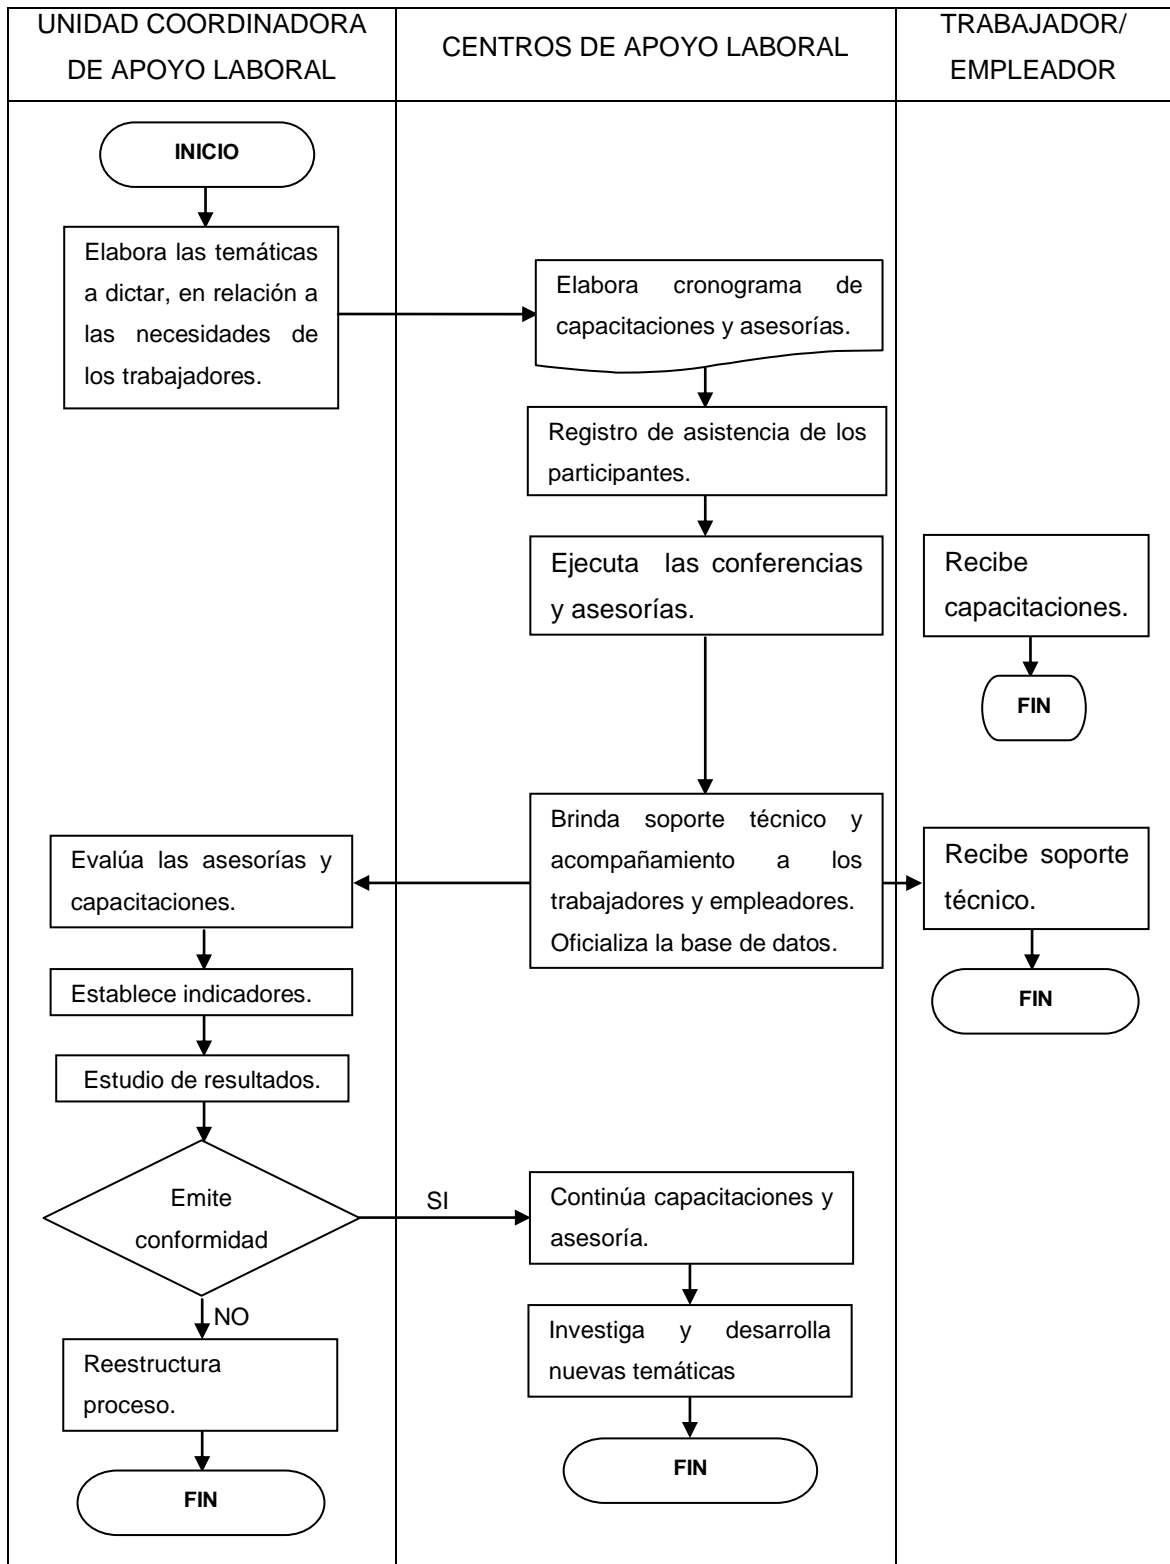 UNIDAD COORDINADORA
DE APOYO LABORAL
CENTROS DE APOYO LABORAL
TRABAJADOR/
EMPLEADOR
INICIO
Elabora las temáticas
a dictar, en relación a
las necesidades de
los trabajadores.
Elabora cronograma de
capacitaciones y asesorías.
Registro de asistencia de los
participantes.
Ejecuta las conferencias
y asesorías.
Recibe
capacitaciones.
FIN
Brinda soporte técnico y
acompañamiento a los
trabajadores y empleadores.
Oficializa la base de datos.
Recibe soporte
técnico.
FIN
Evalúa las asesorías y
capacitaciones.
Establece indicadores.
Estudio de resultados.
Emite
conformidad
SI
Continúa capacitaciones y
asesoría.
NO
Investiga y desarrolla
nuevas temáticas
Reestructura
proceso.
FIN
FIN